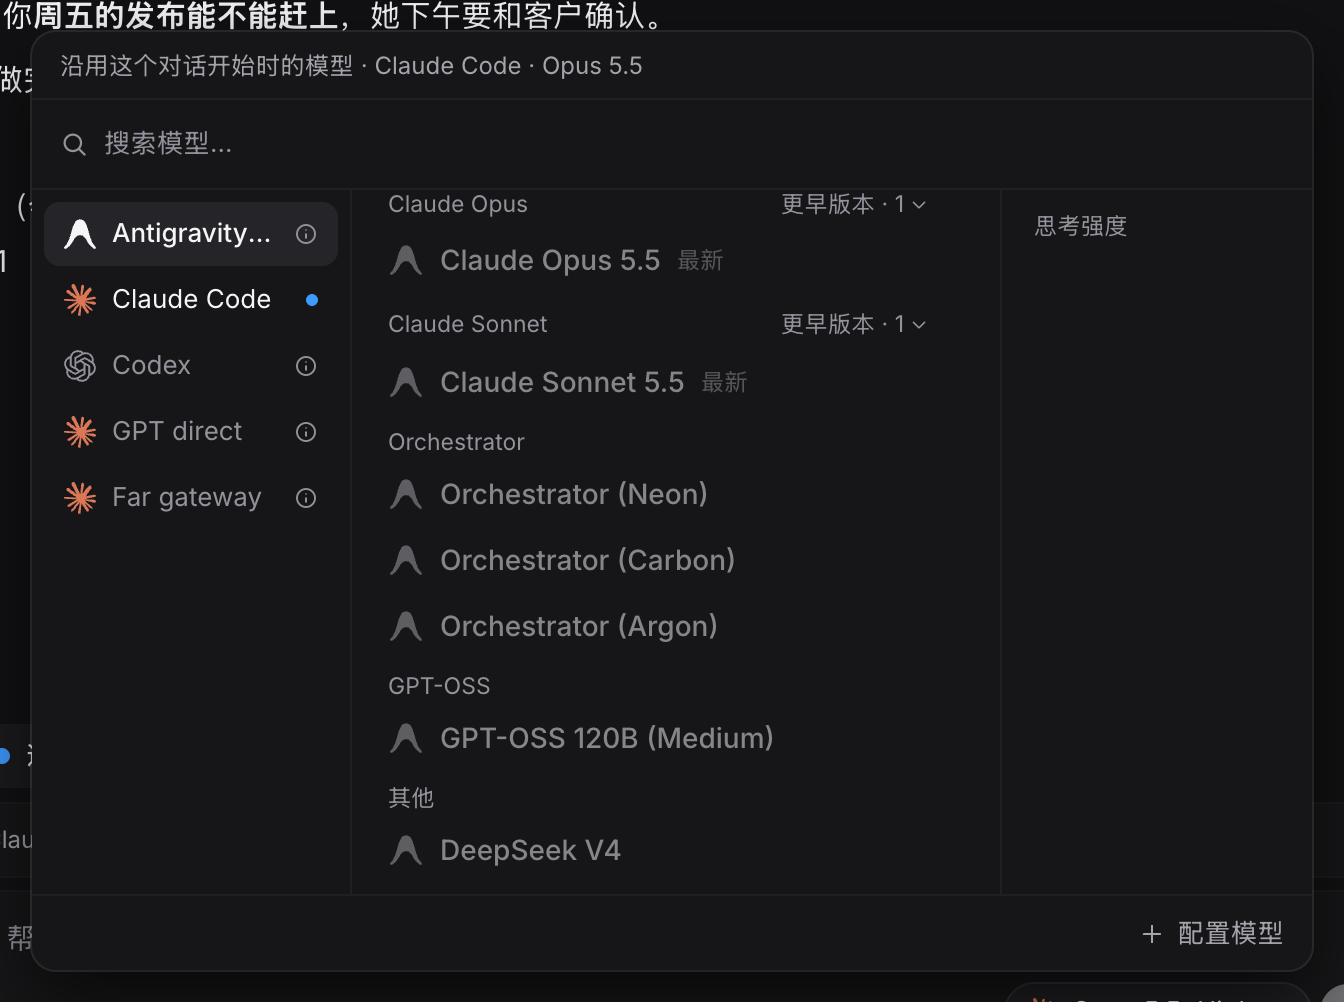 你周五的发布能不能赶上，她下午要和客户确认。
沿用这个对话开始时的模型 · Claude Code · Opus 5.5
搜索模型...
Antigravity...
Claude Code
Codex
GPT direct
Far gateway
Claude Opus
更早版本 · 1
Claude Opus 5.5 最新
Claude Sonnet
更早版本 · 1
Claude Sonnet 5.5 最新
Orchestrator
Orchestrator (Neon)
Orchestrator (Carbon)
Orchestrator (Argon)
GPT-OSS
GPT-OSS 120B (Medium)
其他
DeepSeek V4
思考强度
做
1
lau
帮
+ 配置模型